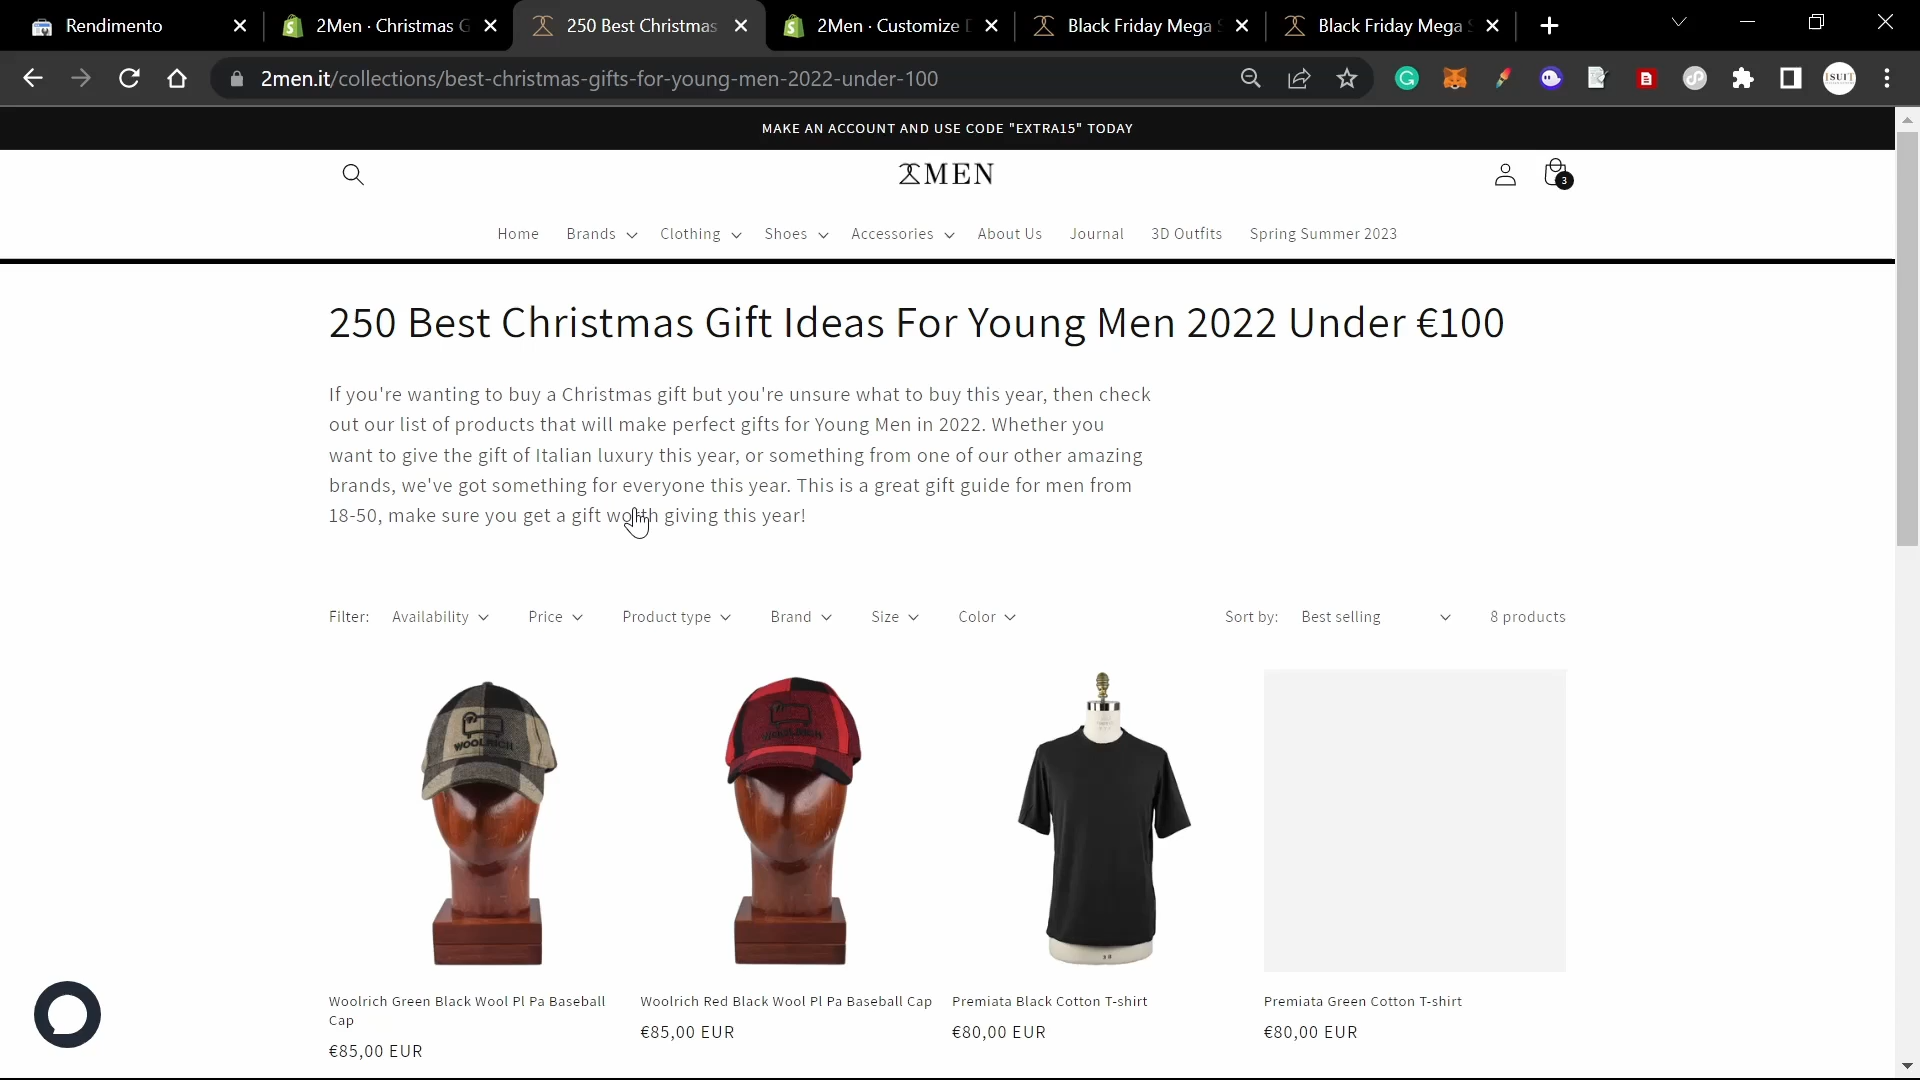 Rendimento
2Men · Christmas G
250 Best Christmas
2Men · Customize D
Black Friday Mega S
Black Friday Mega S
2men.it/collections/best-christmas-gifts-for-young-men-2022-under-100
MAKE AN ACCOUNT AND USE CODE "EXTRA15" TODAY
2MEN
3
Home Brands Clothing Shoes Accessories About Us Journal 3D Outfits Spring Summer 2023
250 Best Christmas Gift Ideas For Young Men 2022 Under €100
If you're wanting to buy a Christmas gift but you're unsure what to buy this year, then check
out our list of products that will make perfect gifts for Young Men in 2022. Whether you
want to give the gift of Italian luxury this year, or something from one of our other amazing
brands, we've got something for everyone this year. This is a great gift guide for men from
18-50, make sure you get a gift worth giving this year!
Filter: Availability Price Product type Brand Size Color Sort by: Best selling 8 products
WOOLRICH
WOOLRICH
Woolrich Green Black Wool Pl Pa Baseball
Cap
€85,00 EUR
Woolrich Red Black Wool Pl Pa Baseball Cap
€85,00 EUR
Premiata Black Cotton T-shirt
€80,00 EUR
Premiata Green Cotton T-shirt
€80,00 EUR